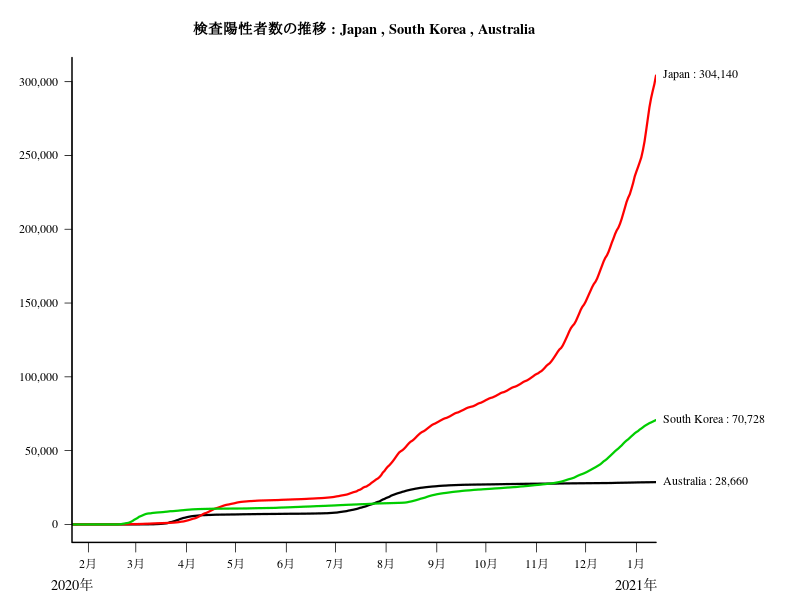 検査陽性者数の推移 : Japan , South Korea , Australia
300,000
250,000
200,000
150,000
100,000
50,000
0
Japan : 304,140
South Korea : 70,728
Australia : 28,660
2月 3月 4月 5月 6月 7月 8月 9月 10月 11月 12月 1月
2020年 2021年